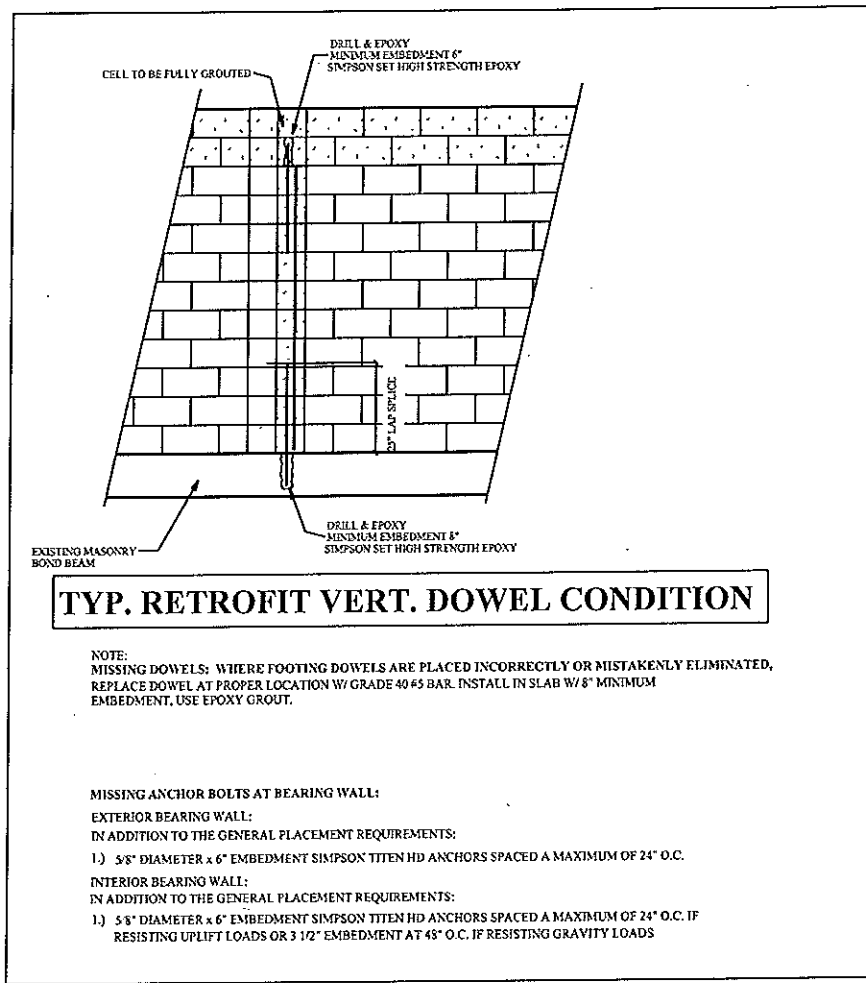 DRILL & EPOXY
MINIMUM EMBEDMENT 6"
SIMPSON SET HIGH STRENGTH EPOXY
CELL TO BE FULLY GROUTED
25" LAP SPLICE
DRILL & EPOXY
MINIMUM EMBEDMENT 8"
SIMPSON SET HIGH STRENGTH EPOXY
EXISTING MASONRY
BOND BEAM
TYP. RETROFIT VERT. DOWEL CONDITION
NOTE:
MISSING DOWELS: WHERE FOOTING DOWELS ARE PLACED INCORRECTLY OR MISTAKENLY ELIMINATED,
REPLACE DOWEL AT PROPER LOCATION W/ GRADE 40 #5 BAR. INSTALL IN SLAB W/ 8" MINIMUM
EMBEDMENT, USE EPOXY GROUT.
MISSING ANCHOR BOLTS AT BEARING WALL:
EXTERIOR BEARING WALL:
IN ADDITION TO THE GENERAL PLACEMENT REQUIREMENTS:
1.) 5/8" DIAMETER x 6" EMBEDMENT SIMPSON TITEN HD ANCHORS SPACED A MAXIMUM OF 24" O.C.
INTERIOR BEARING WALL:
IN ADDITION TO THE GENERAL PLACEMENT REQUIREMENTS:
1.) 5/8" DIAMETER x 6" EMBEDMENT SIMPSON TITEN HD ANCHORS SPACED A MAXIMUM OF 24" O.C. IF
RESISTING UPLIFT LOADS OR 3 1/2" EMBEDMENT AT 48" O.C. IF RESISTING GRAVITY LOADS